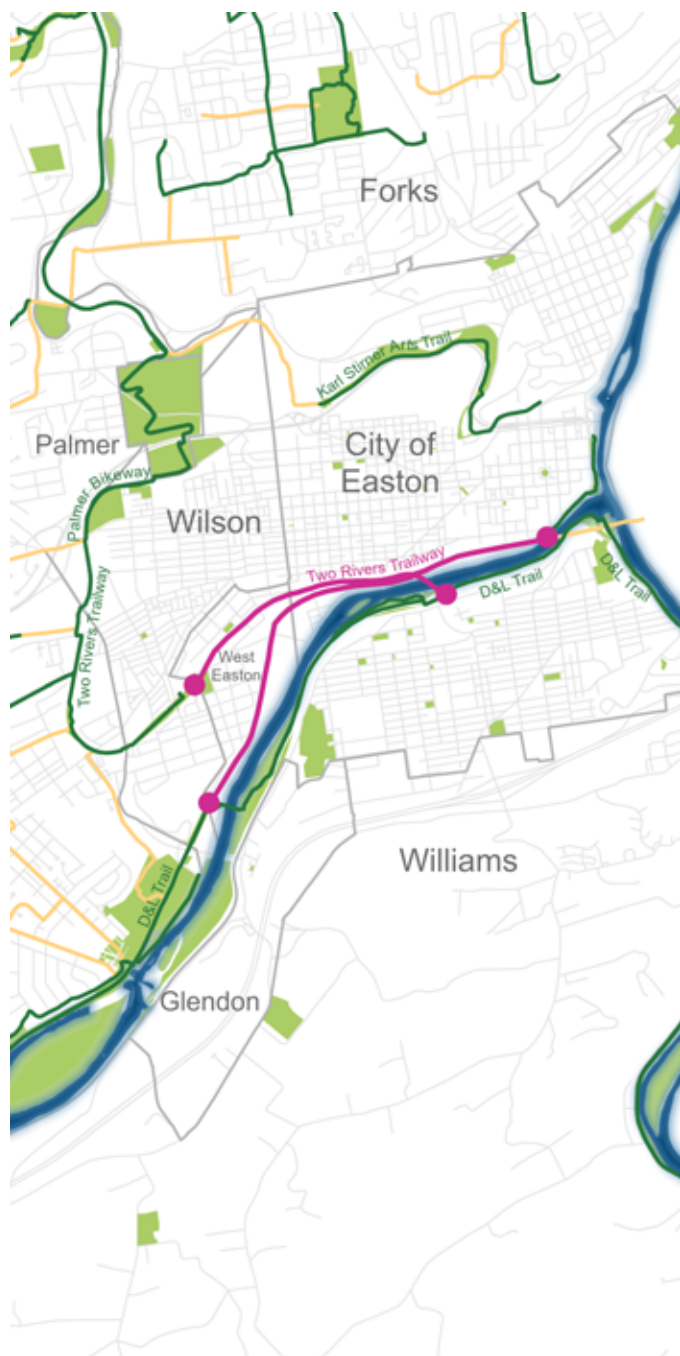 Forks
Karl Stirner Arts Trail
Palmer
City of
Easton
Palmer Bikeway
Wilson
Two Rivers Trailway
D&L Trail
D&L Trail
Two Rivers Trailway
West
Easton
Williams
D&L Trail
Glendon